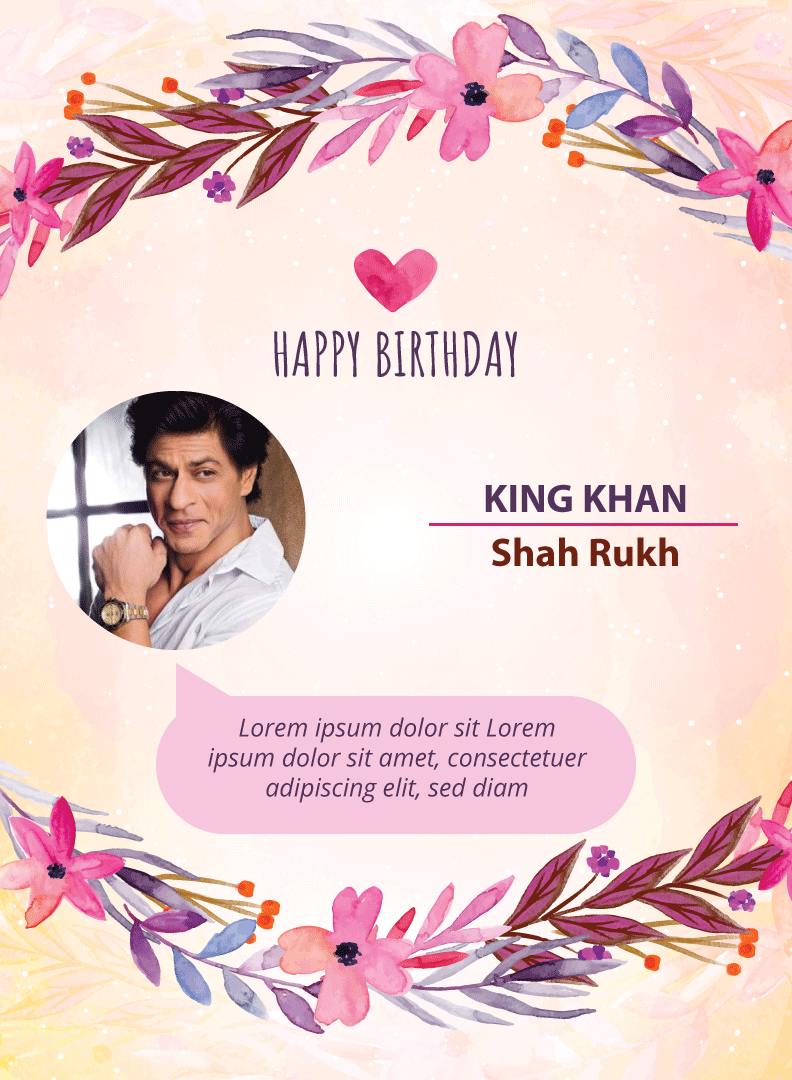 HAPPY BIRTHDAY
KING KHAN
Shah Rukh
Lorem ipsum dolor sit Lorem
ipsum dolor sit amet, consectetuer
adipiscing elit, sed diam